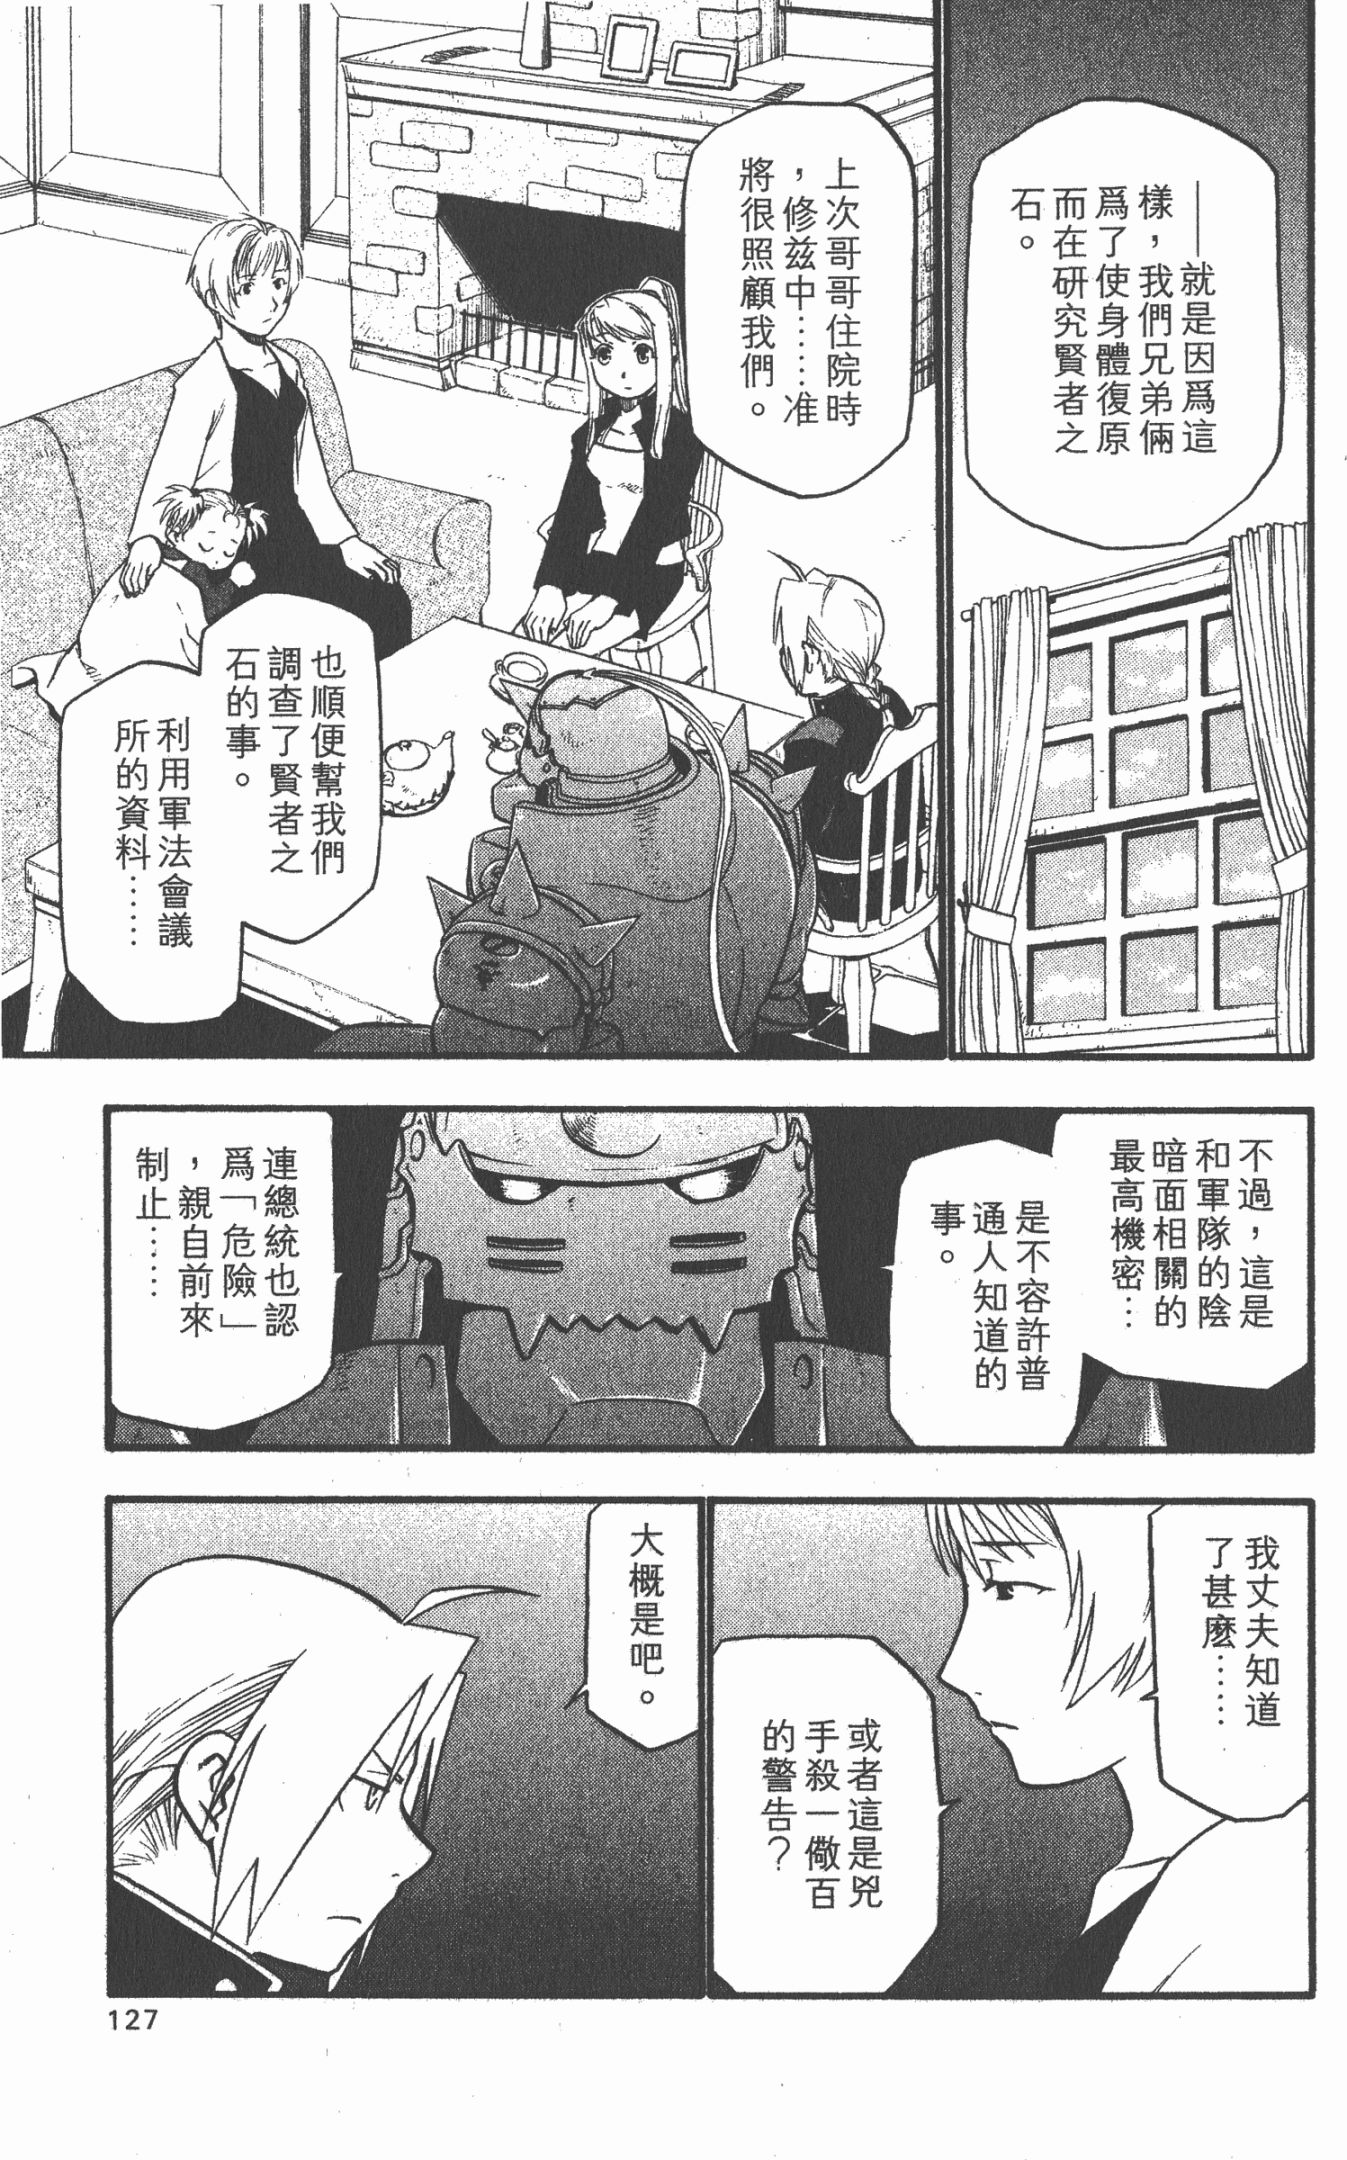 ——就是因爲這
樣，我們兄弟倆
爲了使身體復原
而在研究賢者之
石。
上次哥哥住院時
，修茲中……准
將很照顧我們。
也順便幫我們
調查了賢者之
石的事。
利用軍法會議
所的資料……
不過，這是
和軍隊的陰
暗面相關的
最高機密…
是不容許普
通人知道的
事。
連總統也認
爲「危險」
，親自前來
制止……
我丈夫知道
了甚麼……
或者這是兇
手殺一儆百
的警告？
大概是吧。
127